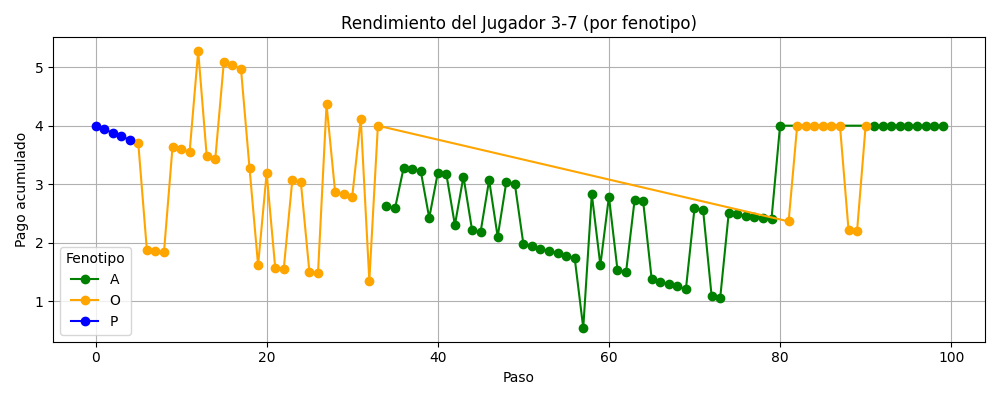 Rendimiento del Jugador 3-7 (por fenotipo)
Pago acumulado
5
4
3
2
1
Fenotipo
A
O
P
0 20 40 60 80 100
Paso